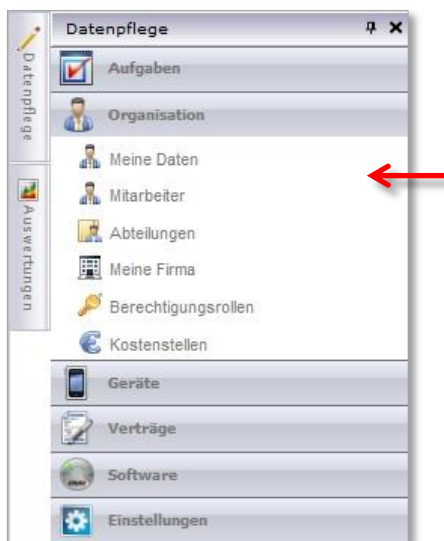 Datenpflege
Auswertungen
Datenpflege
Aufgaben
Organisation
Meine Daten
Mitarbeiter
Abteilungen
Meine Firma
Berechtigungsrollen
Kostenstellen
Geräte
Verträge
Software
Einstellungen